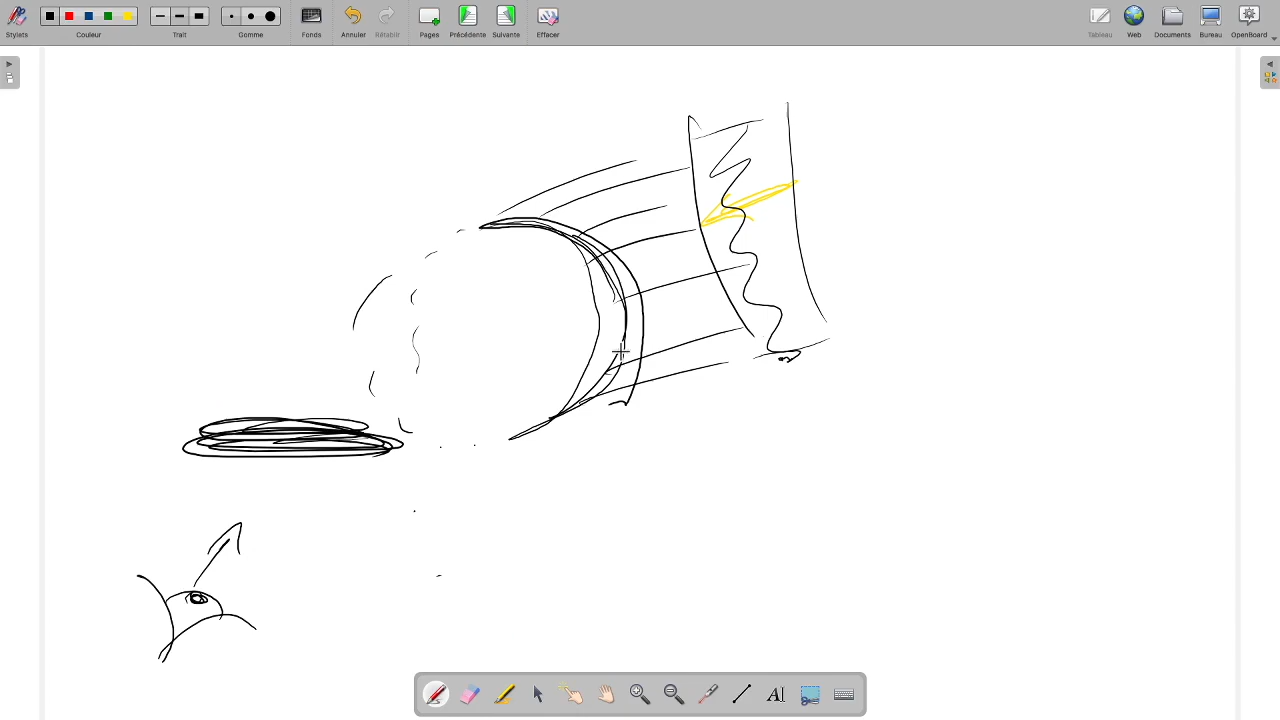 Stylets Couleur Trait Gomme Fonds Annuler Rétablir Pages Précédente Suivante Effacer Tableau Web Documents Bureau OpenBoard